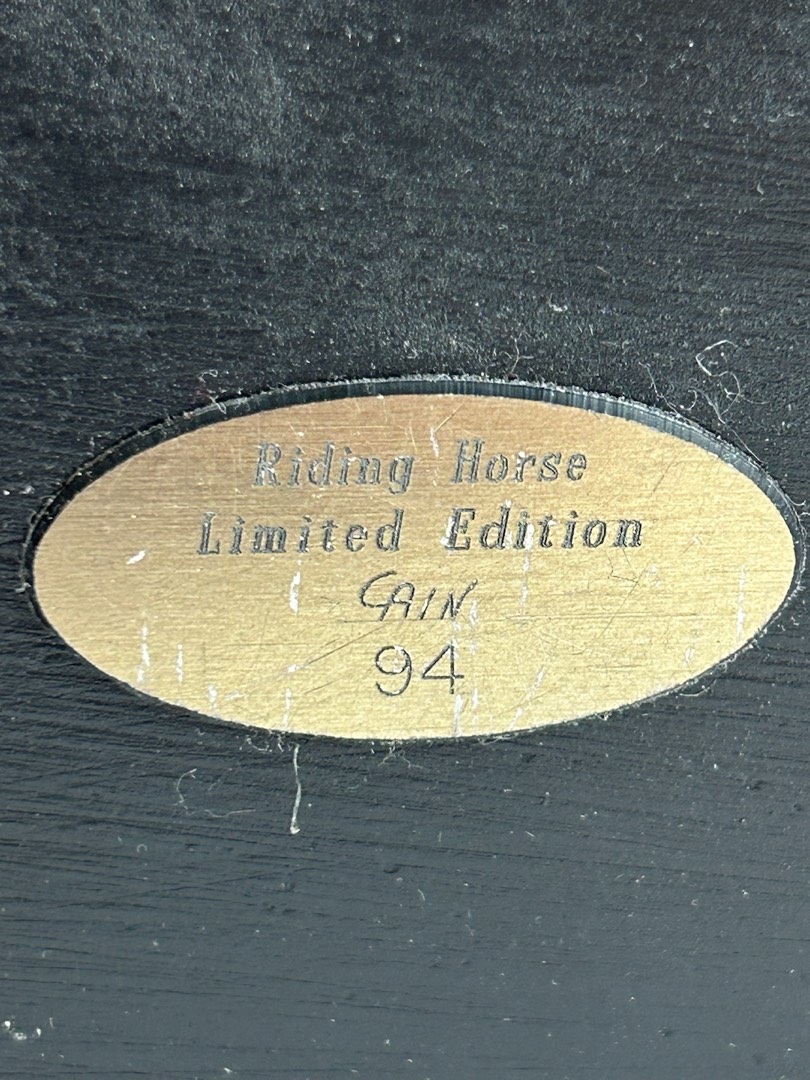 Riding Horse
Limited Edition
CAIN
94